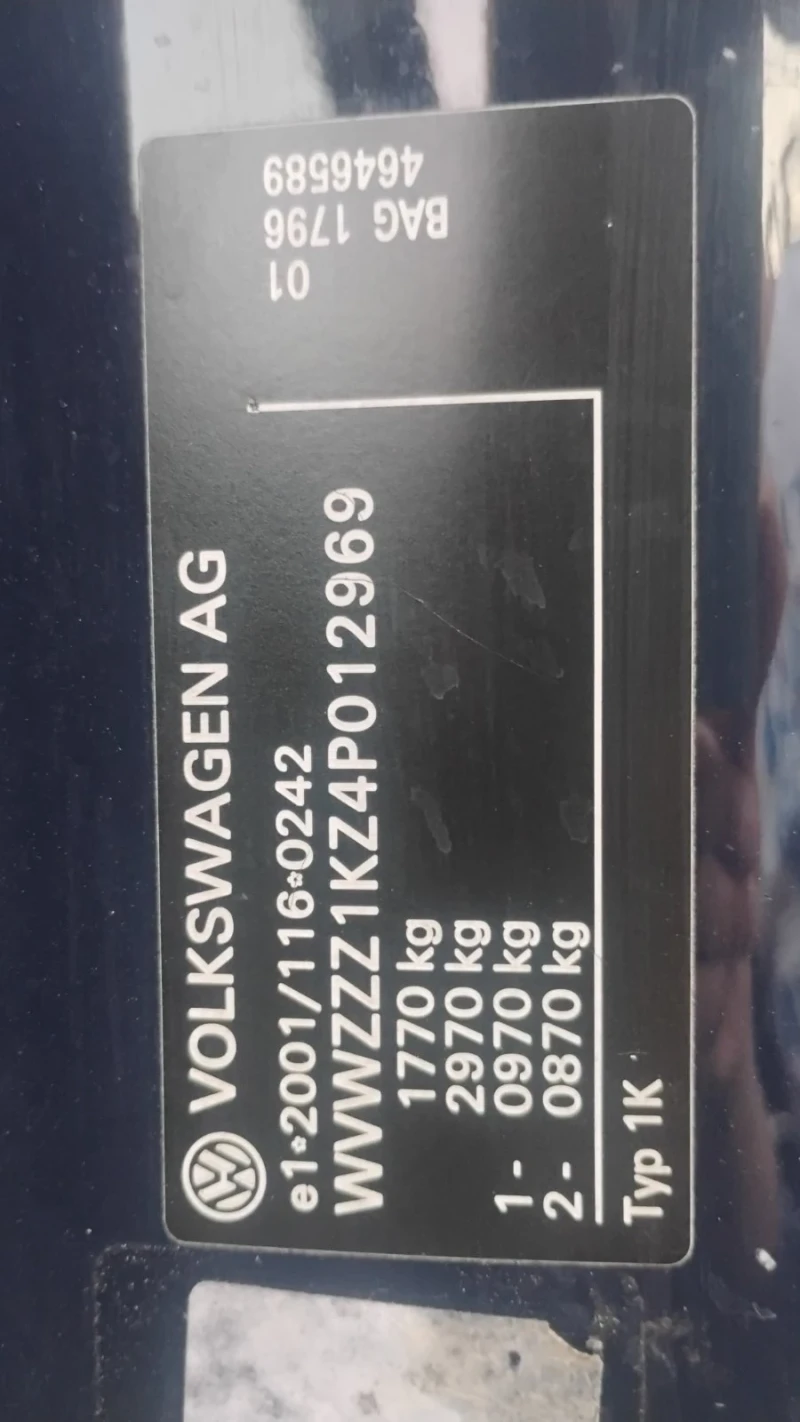 VOLKSWAGEN AG
e1*2001/116*0242
WVWZZZ1KZ4P012969
1770 kg
2970 kg
1- 0970 kg
2- 0870 kg
Typ 1K
4646589
BAG 1796
01